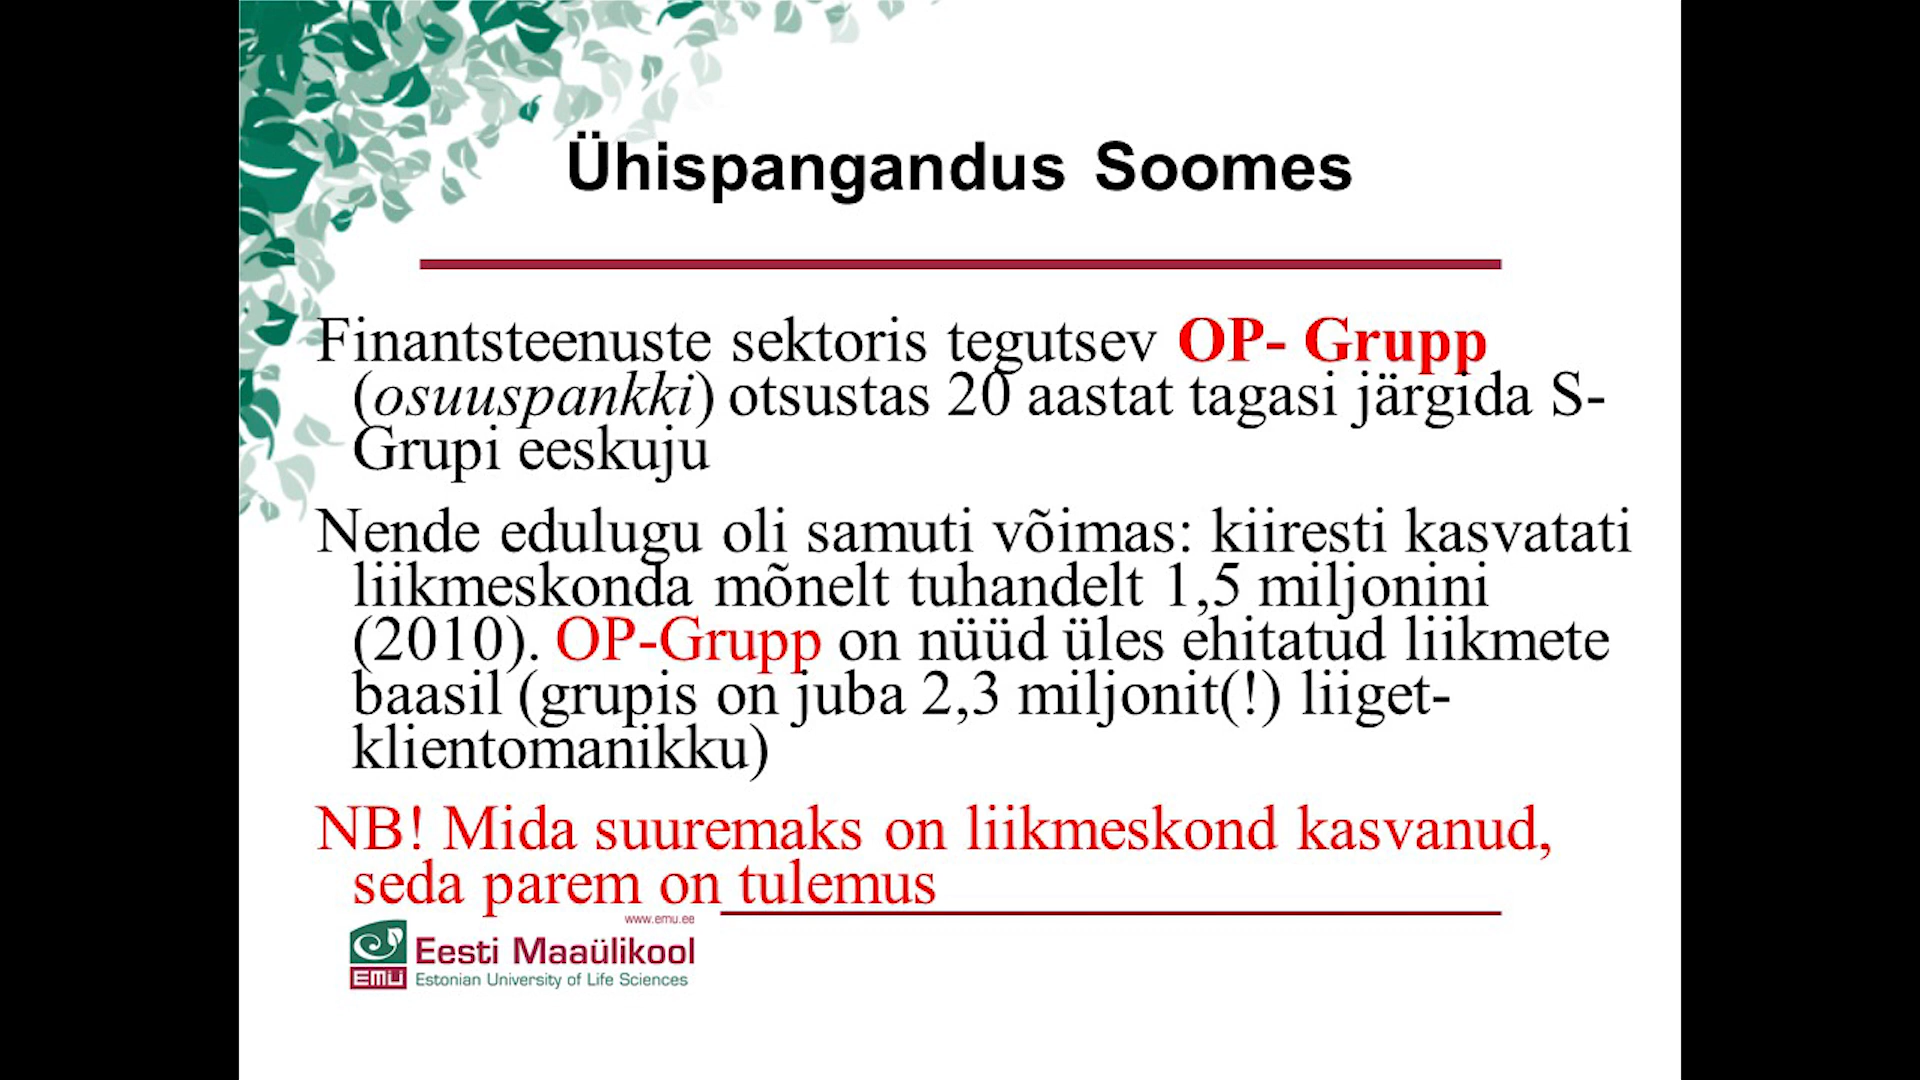 Ühispangandus Soomes
Finantsteenuste sektoris tegutsev OP- Grupp
(osuuspankki) otsustas 20 aastat tagasi järgida S-
Grupi eeskuju
Nende edulugu oli samuti võimas: kiiresti kasvatati
liikmeskonda mõnelt tuhandelt 1,5 miljonini
(2010). OP-Grupp on nüüd üles ehitatud liikmete
baasil (grupis on juba 2,3 miljonit(!) liiget-
klientomanikku)
NB! Mida suuremaks on liikmeskond kasvanud,
seda parem on tulemus
www.emu.ee
Eesti Maaülikool
EMÜ Estonian University of Life Sciences